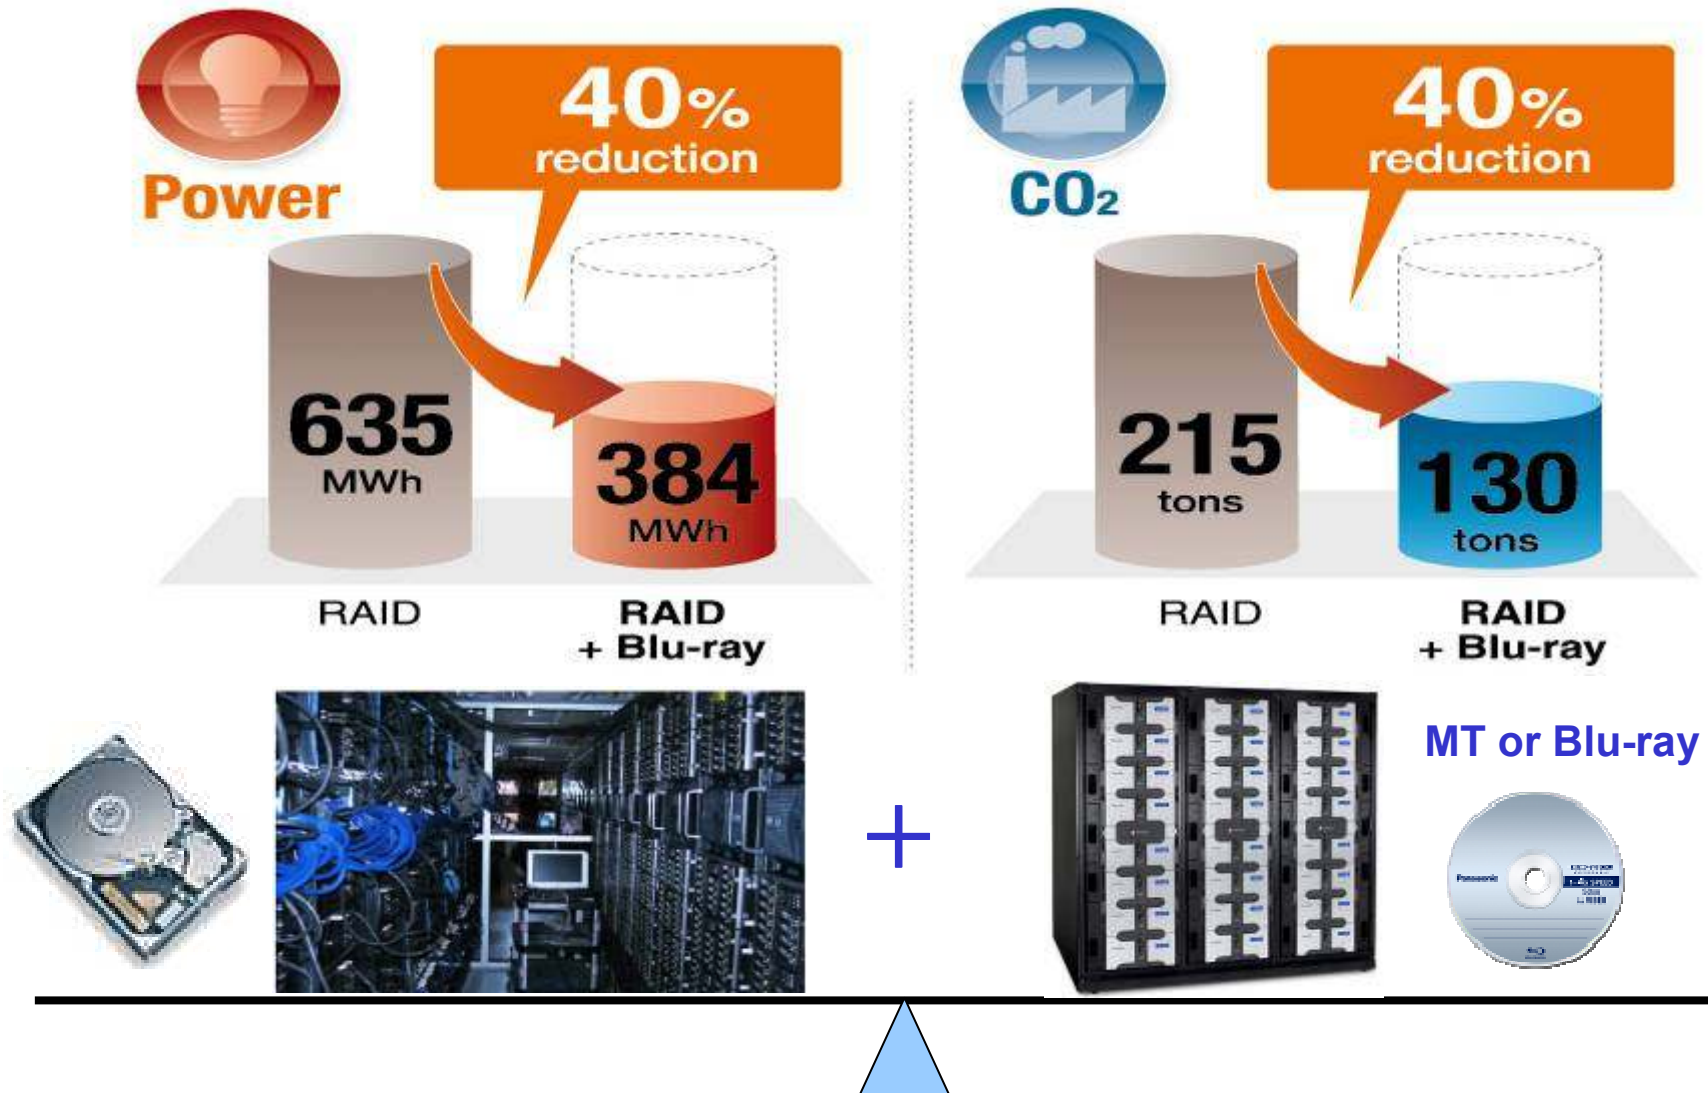 40%
reduction
Power
635
MWh
384
MWh
RAID
RAID
+ Blu-ray
40%
reduction
CO2
215
tons
130
tons
RAID
RAID
+ Blu-ray
+
MT or Blu-ray
Panasonic